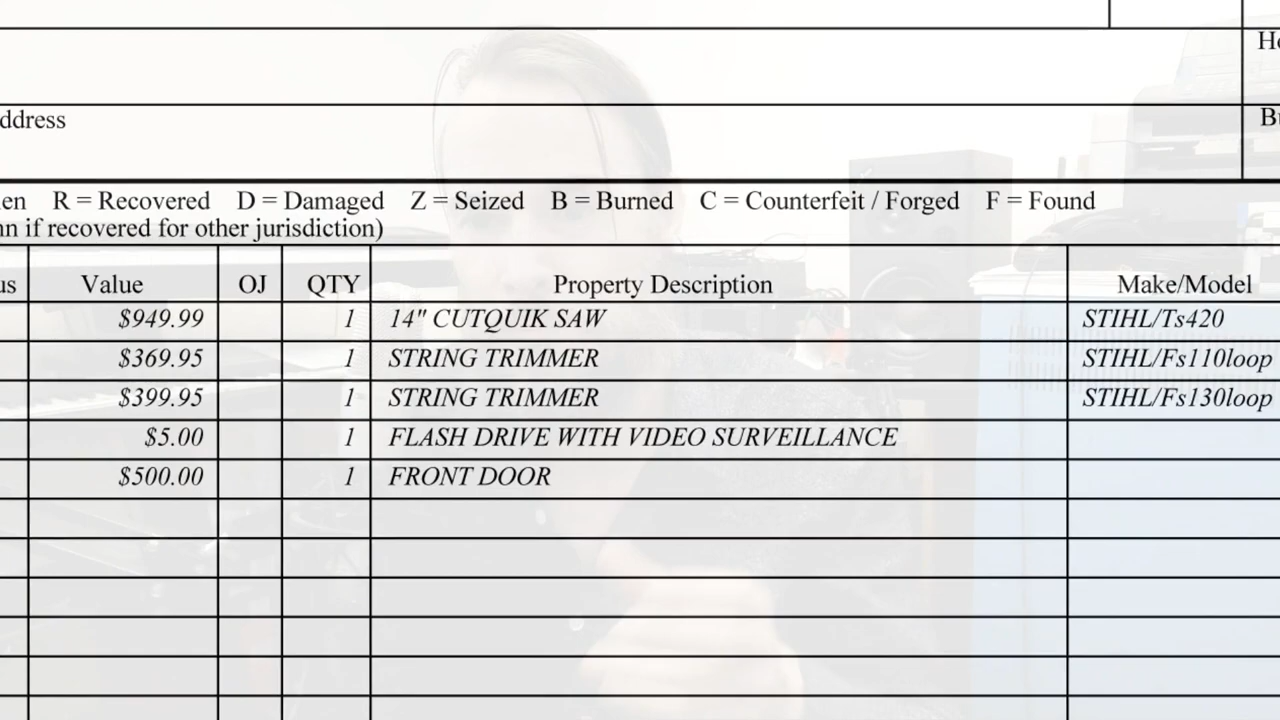 Ho
ddress
Bu
en R = Recovered D = Damaged Z = Seized B = Burned C = Counterfeit / Forged F = Found
n if recovered for other jurisdiction)
us Value OJ QTY Property Description Make/Model
$949.99 1 14" CUTQUIK SAW STIHL/Ts420
$369.95 1 STRING TRIMMER STIHL/Fs110loop
$399.95 1 STRING TRIMMER STIHL/Fs130loop
$5.00 1 FLASH DRIVE WITH VIDEO SURVEILLANCE
$500.00 1 FRONT DOOR